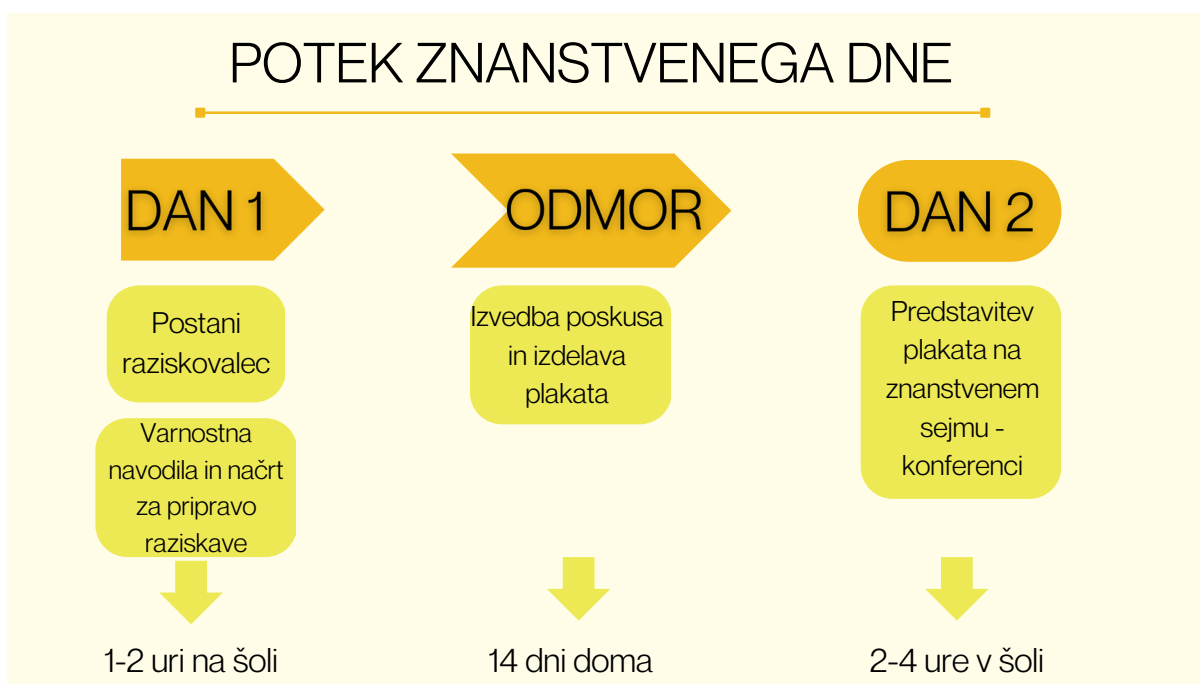 POTEK ZNANSTVENEGA DNE
DAN 1
Postani
raziskovalec
Varnostna
navodila in načrt
za pripravo
raziskave
1-2 uri na šoli
ODMOR
Izvedba poskusa
in izdelava
plakata
14 dni doma
DAN 2
Predstavitev
plakata na
znanstvenem
sejmu -
konferenci
2-4 ure v šoli